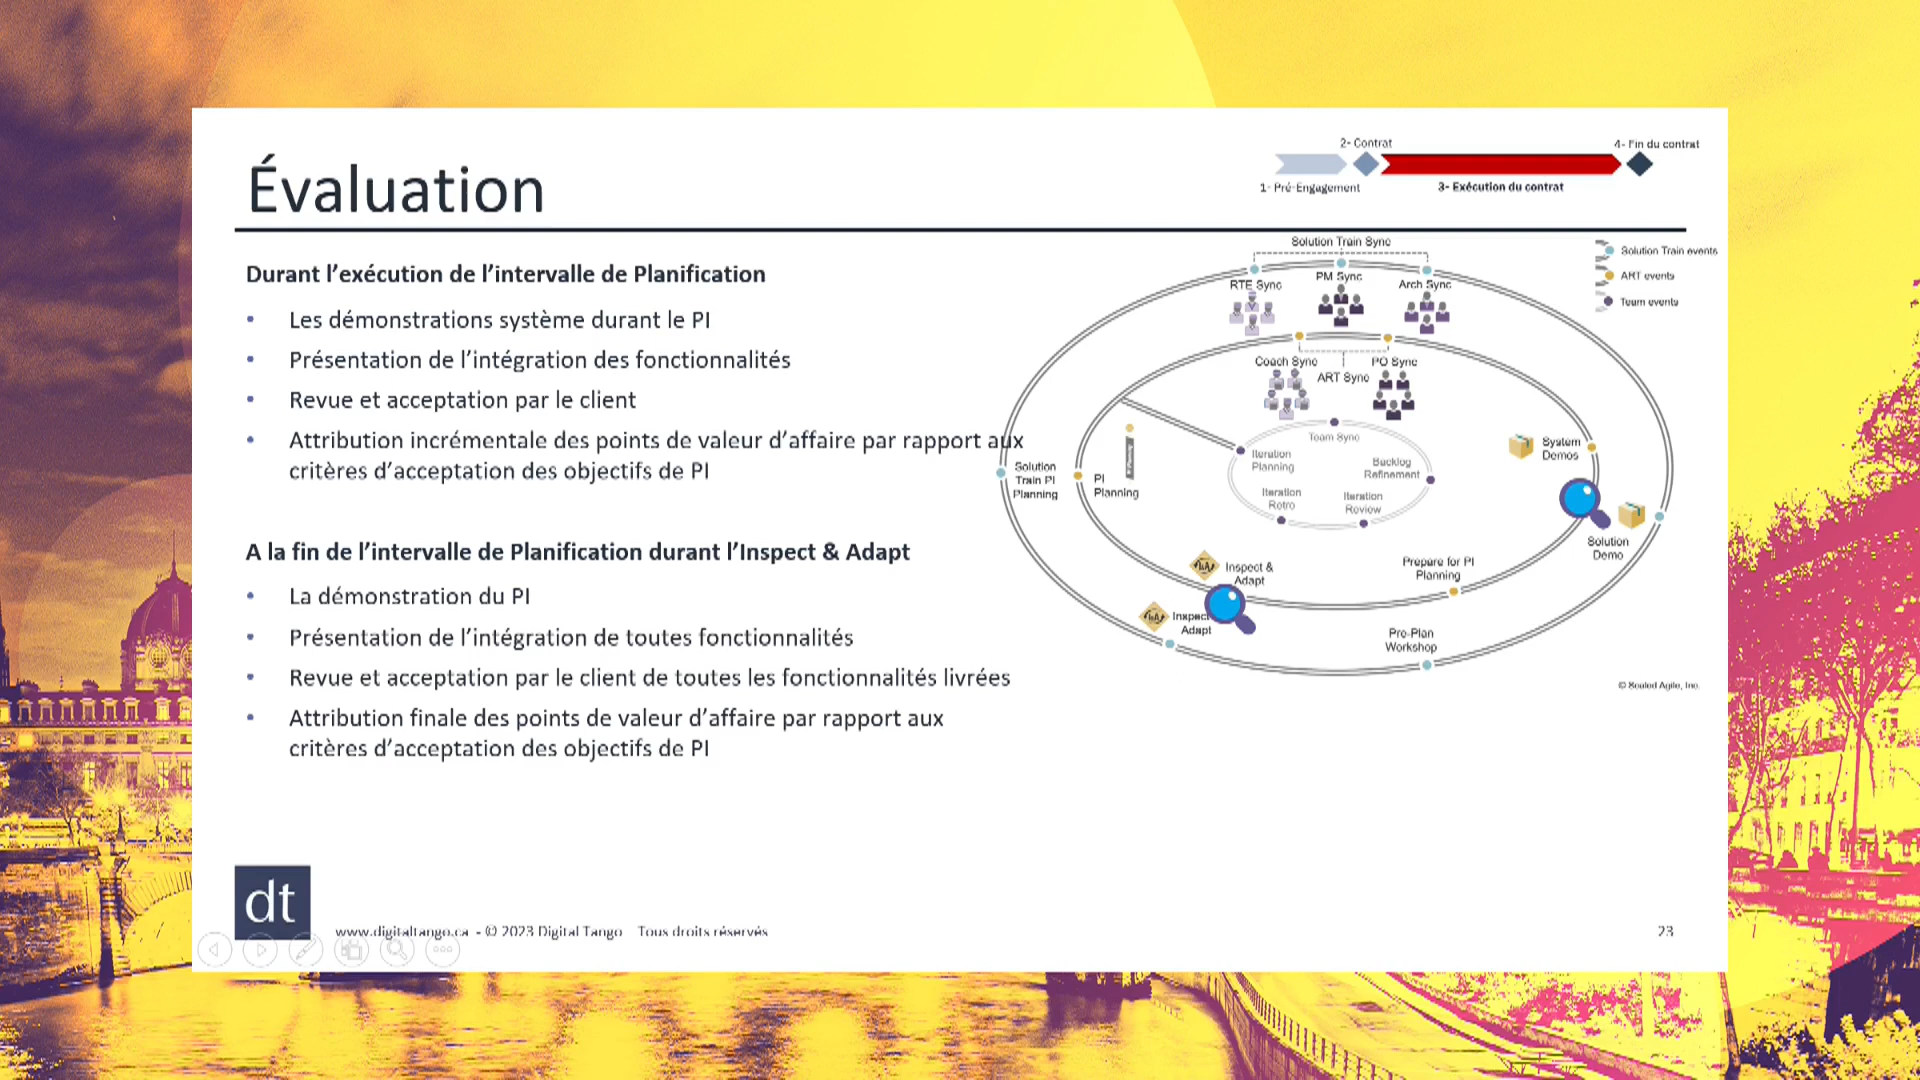 Évaluation
2- Contrat
4- Fin du contrat
1- Pré-Engagement
3- Exécution du contrat
Durant l’exécution de l’intervalle de Planification
• Les démonstrations système durant le PI
• Présentation de l’intégration des fonctionnalités
• Revue et acceptation par le client
• Attribution incrémentale des points de valeur d’affaire par rapport aux
critères d’acceptation des objectifs de PI
A la fin de l’intervalle de Planification durant l’Inspect & Adapt
• La démonstration du PI
• Présentation de l’intégration de toutes fonctionnalités
• Revue et acceptation par le client de toutes les fonctionnalités livrées
• Attribution finale des points de valeur d’affaire par rapport aux
critères d’acceptation des objectifs de PI
Solution Train Sync
RTE Sync
PM Sync
Arch Sync
Solution Train events
ART events
Team events
Coach Sync
PO Sync
ART Sync
Team Sync
Iteration
Planning
Backlog
Refinement
Iteration
Retro
Iteration
Review
Solution
Train PI
Planning
PI
Planning
System
Demos
Solution
Demo
Inspect &
Adapt
Inspect
Adapt
Prepare for PI
Planning
Pre-Plan
Workshop
© Scaled Agile, Inc.
dt
www.digitaltango.ca - © 2023 Digital Tango Tous droits réservés
23